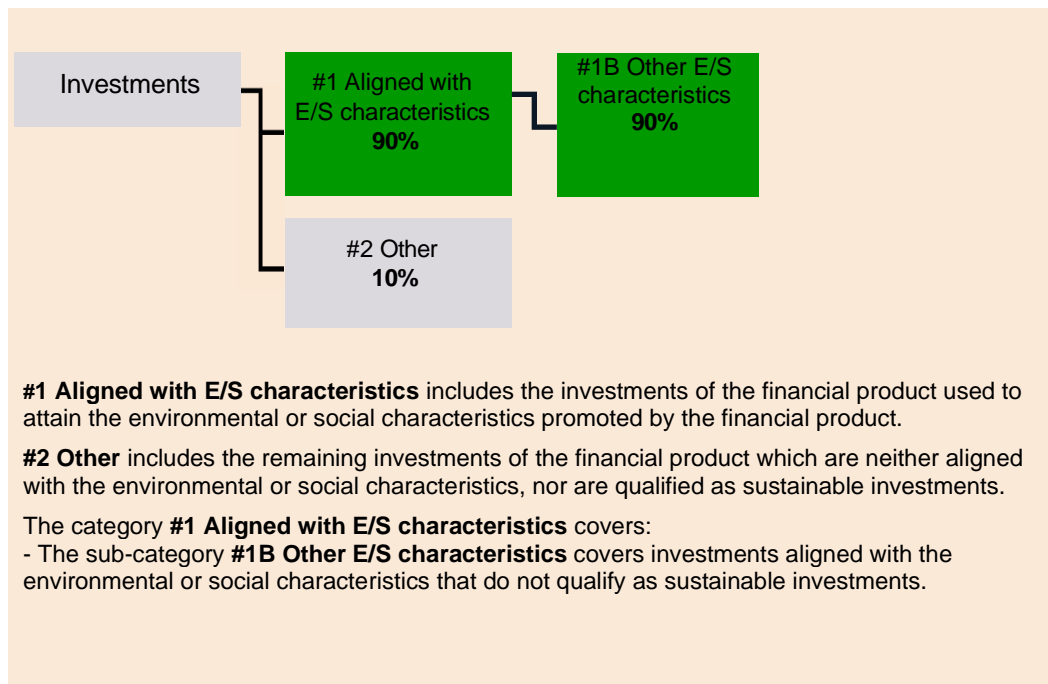 Investments
#1 Aligned with
E/S characteristics
90%
#1B Other E/S
characteristics
90%
#2 Other
10%
#1 Aligned with E/S characteristics includes the investments of the financial product used to
attain the environmental or social characteristics promoted by the financial product.
#2 Other includes the remaining investments of the financial product which are neither aligned
with the environmental or social characteristics, nor are qualified as sustainable investments.
The category #1 Aligned with E/S characteristics covers:
- The sub-category #1B Other E/S characteristics covers investments aligned with the
environmental or social characteristics that do not qualify as sustainable investments.